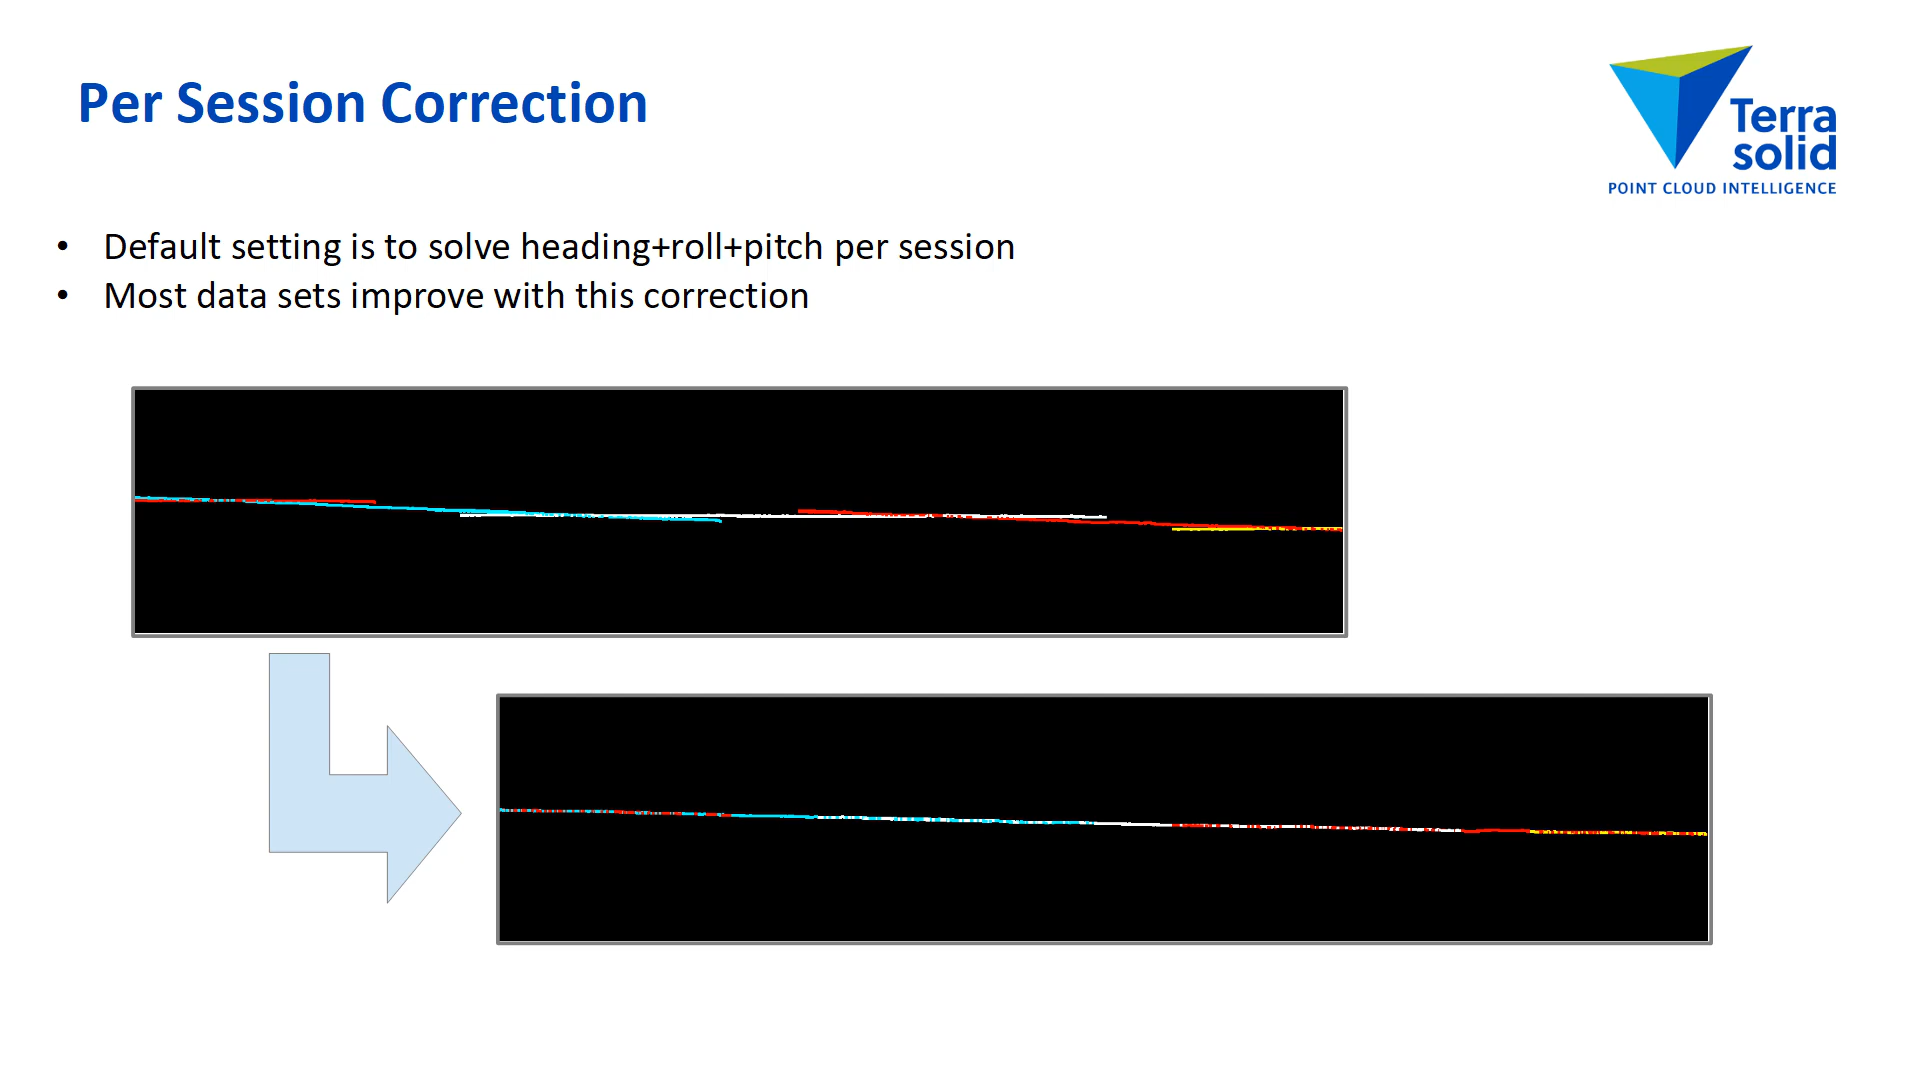 Per Session Correction
Terra
solid
POINT CLOUD INTELLIGENCE
• Default setting is to solve heading+roll+pitch per session
• Most data sets improve with this correction